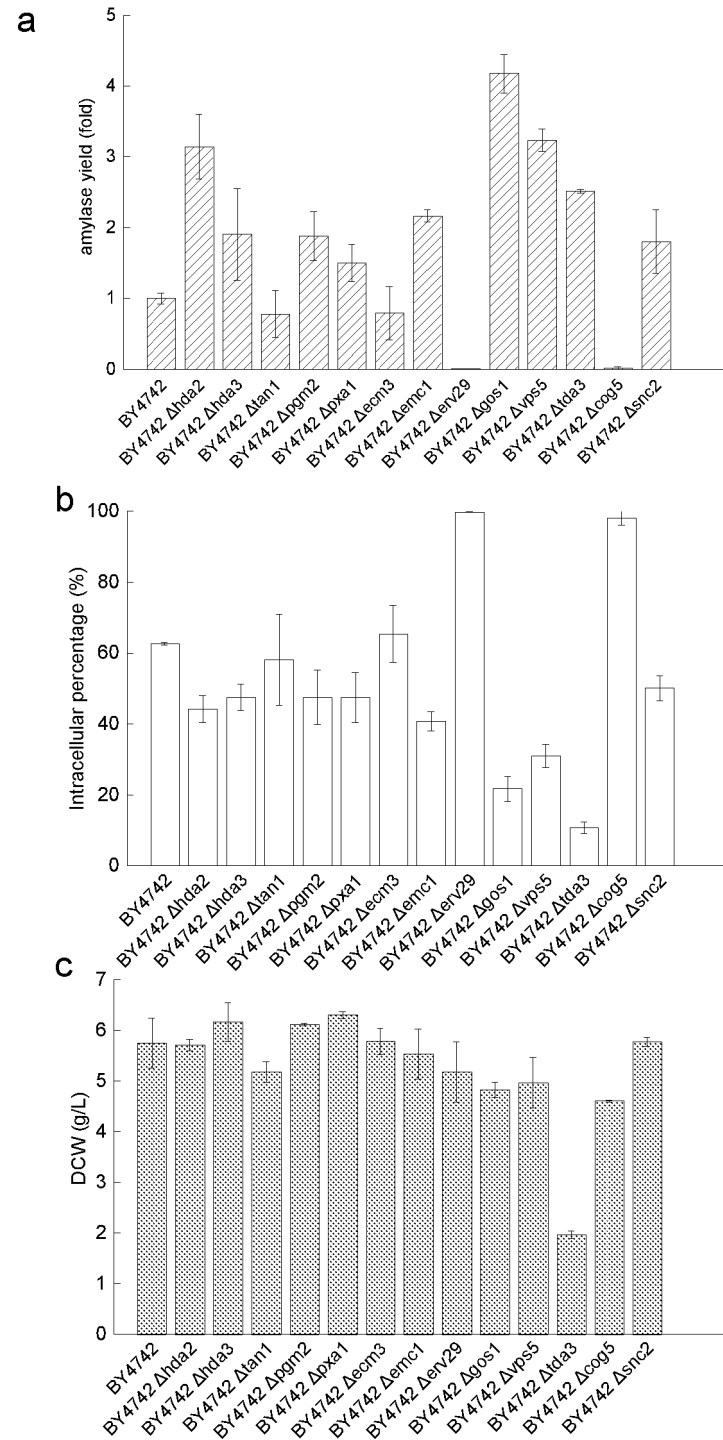 a
amylase yield (fold)
5
4
3
2
1
0
BY4742
BY4742 Δhda2
BY4742 Δhda3
BY4742 Δtan1
BY4742 Δpgm2
BY4742 Δpxa1
BY4742 Δecm3
BY4742 Δemc1
BY4742 Δerv29
BY4742 Δgos1
BY4742 Δvps5
BY4742 Δtda3
BY4742 Δcog5
BY4742 Δsnc2
b
Intracellular percentage (%)
100
80
60
40
20
0
BY4742
BY4742 Δhda2
BY4742 Δhda3
BY4742 Δtan1
BY4742 Δpgm2
BY4742 Δpxa1
BY4742 Δecm3
BY4742 Δemc1
BY4742 Δerv29
BY4742 Δgos1
BY4742 Δvps5
BY4742 Δtda3
BY4742 Δcog5
BY4742 Δsnc2
c
DCW (g/L)
7
6
5
4
3
2
1
0
BY4742
BY4742 Δhda2
BY4742 Δhda3
BY4742 Δtan1
BY4742 Δpgm2
BY4742 Δpxa1
BY4742 Δecm3
BY4742 Δemc1
BY4742 Δerv29
BY4742 Δgos1
BY4742 Δvps5
BY4742 Δtda3
BY4742 Δcog5
BY4742 Δsnc2